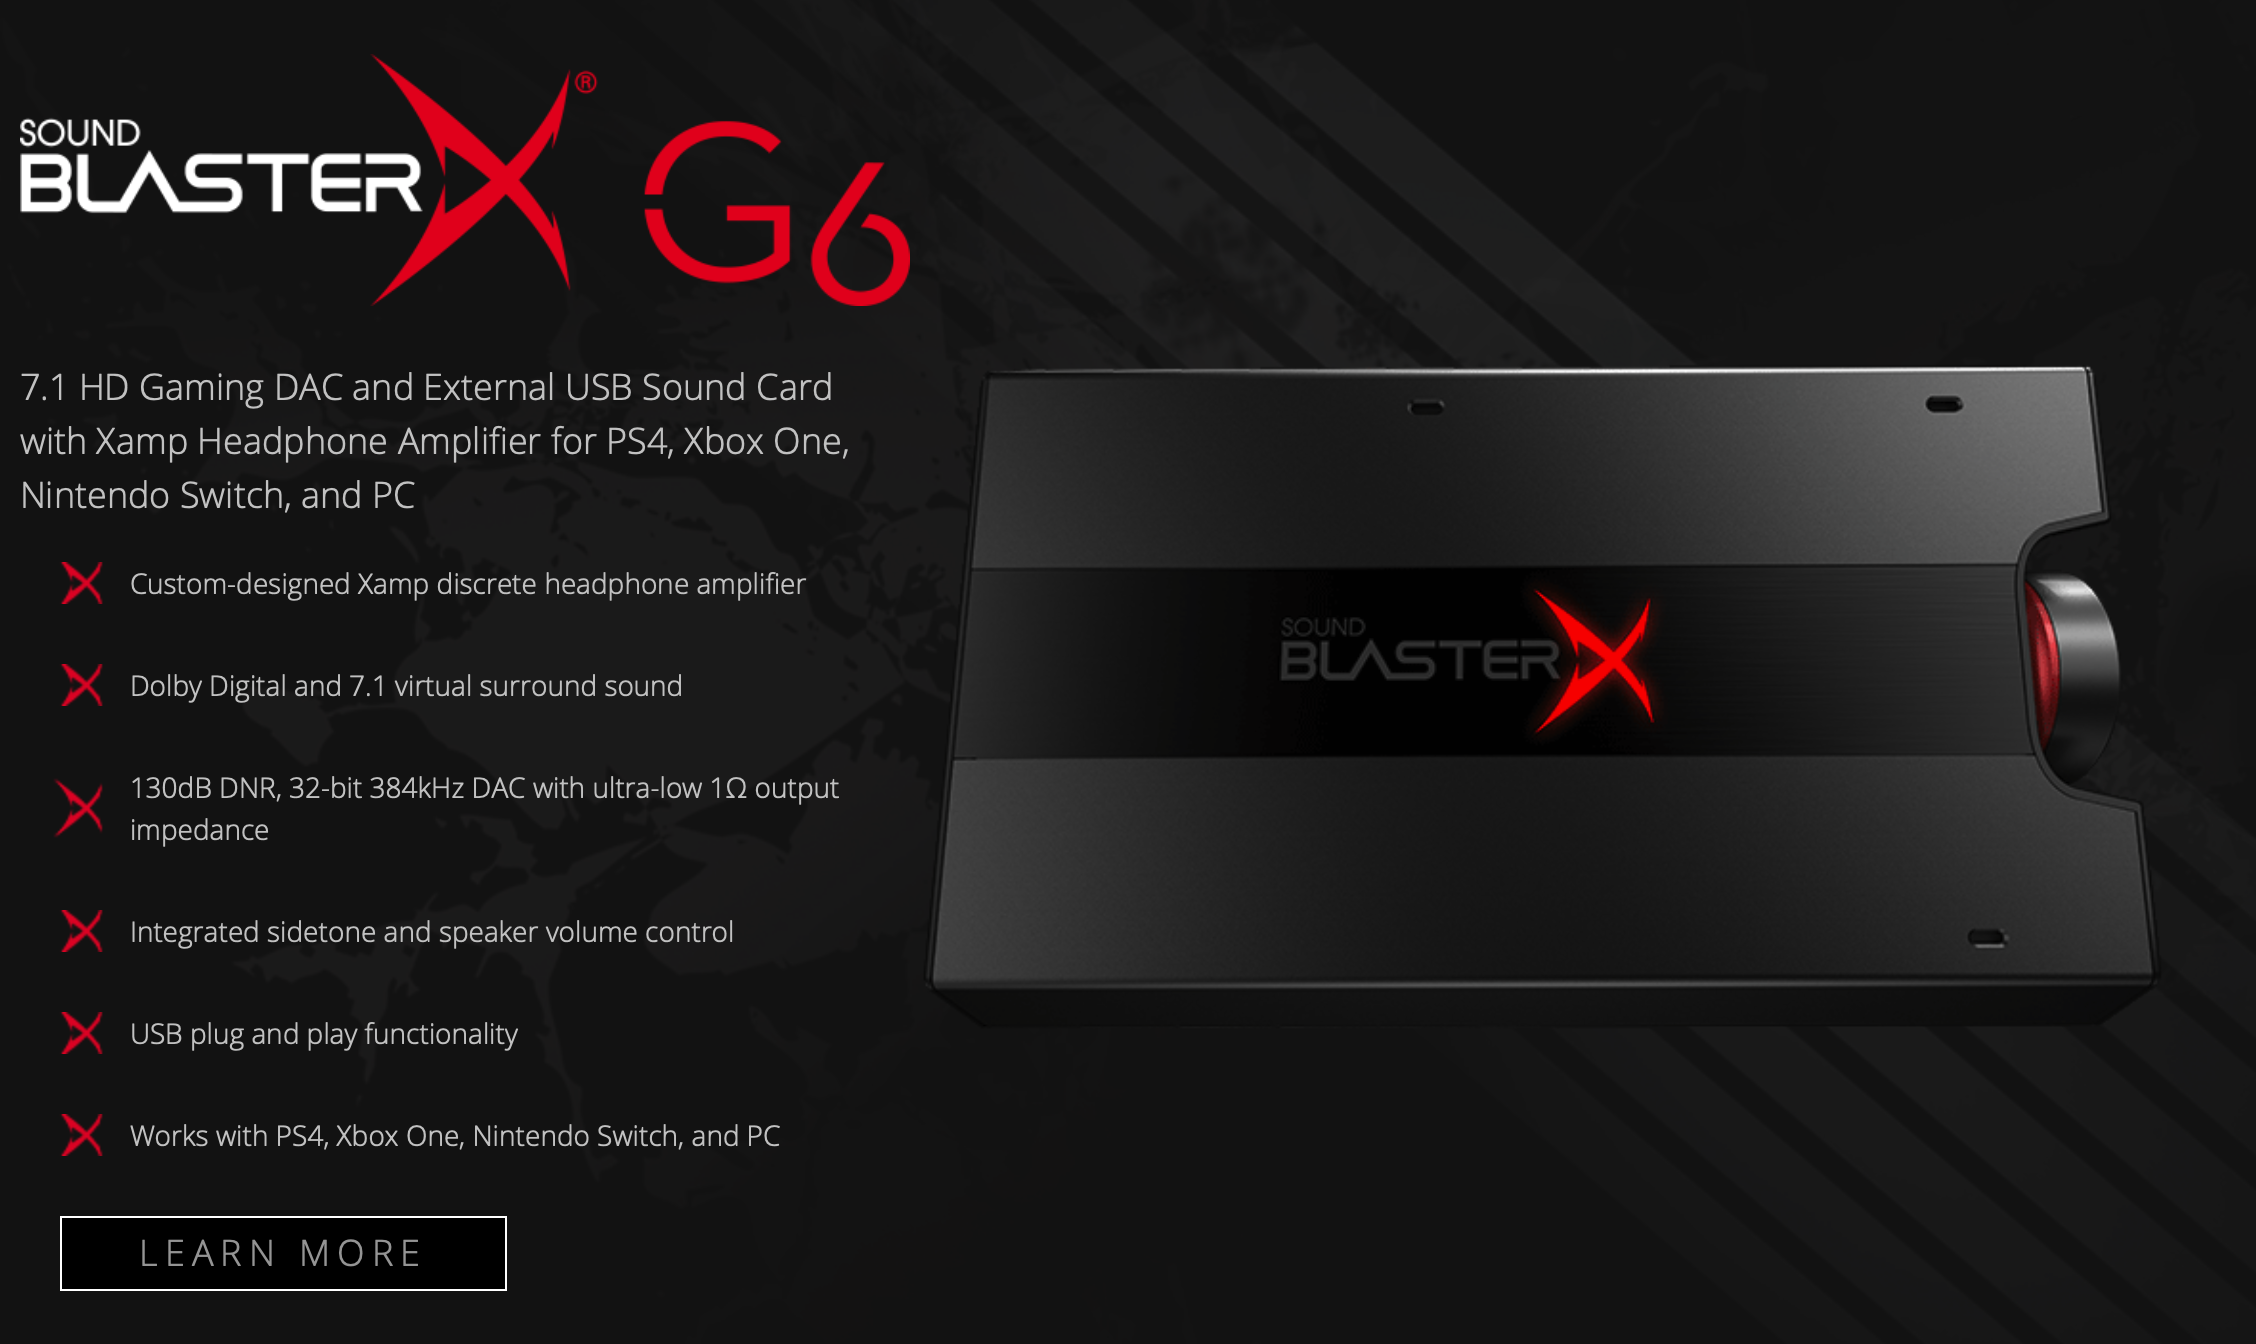 SOUND
BLASTERX® G6
7.1 HD Gaming DAC and External USB Sound Card
with Xamp Headphone Amplifier for PS4, Xbox One,
Nintendo Switch, and PC
Custom-designed Xamp discrete headphone amplifier
Dolby Digital and 7.1 virtual surround sound
130dB DNR, 32-bit 384kHz DAC with ultra-low 1Ω output
impedance
Integrated sidetone and speaker volume control
USB plug and play functionality
Works with PS4, Xbox One, Nintendo Switch, and PC
LEARN MORE
SOUND
BLASTERX